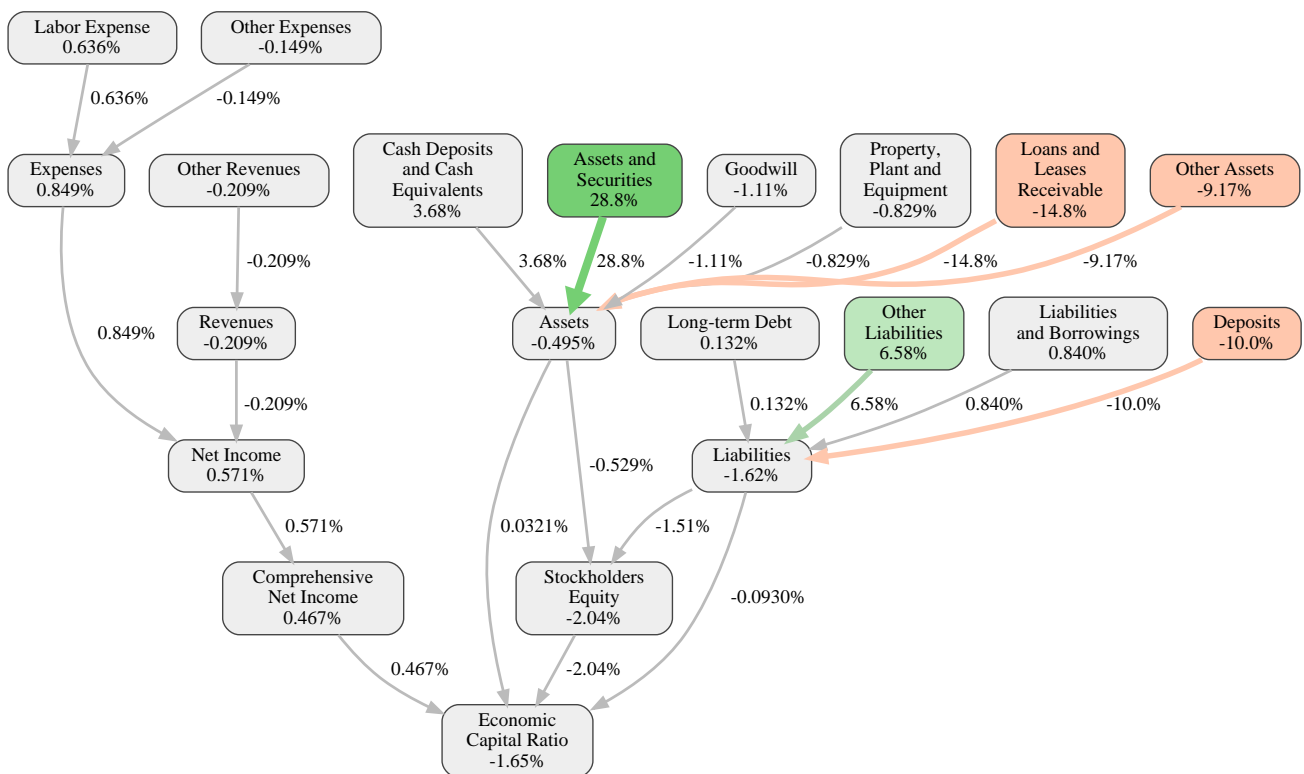 Labor Expense
0.636%
Other Expenses
-0.149%
0.636%
-0.149%
Expenses
0.849%
Other Revenues
-0.209%
Cash Deposits
and Cash
Equivalents
3.68%
Assets and
Securities
28.8%
Goodwill
-1.11%
Property,
Plant and
Equipment
-0.829%
Loans and
Leases
Receivable
-14.8%
Other Assets
-9.17%
-0.209%
3.68%
28.8%
-1.11%
-0.829%
-14.8%
-9.17%
0.849%
Revenues
-0.209%
Assets
-0.495%
Long-term Debt
0.132%
Other
Liabilities
6.58%
Liabilities
and Borrowings
0.840%
Deposits
-10.0%
-0.209%
0.132%
6.58%
0.840%
-10.0%
Net Income
0.571%
-0.529%
Liabilities
-1.62%
0.571%
0.0321%
-1.51%
Comprehensive
Net Income
0.467%
Stockholders
Equity
-2.04%
-0.0930%
0.467%
-2.04%
Economic
Capital Ratio
-1.65%